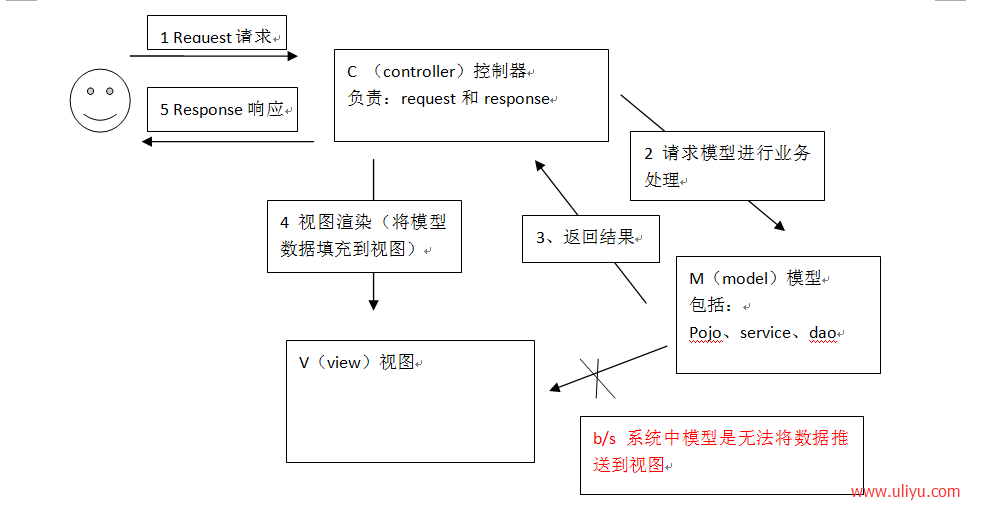 1 Request 请求
C （controller）控制器
负责：request 和 response
5 Response 响应
2 请求模型进行业务
处理
4 视图渲染（将模型
数据填充到视图）
3、返回结果
M（model）模型
包括：
Pojo、service、dao
V（view）视图
b/s 系统中模型是无法将数据推
送到视图
www.uliyu.com